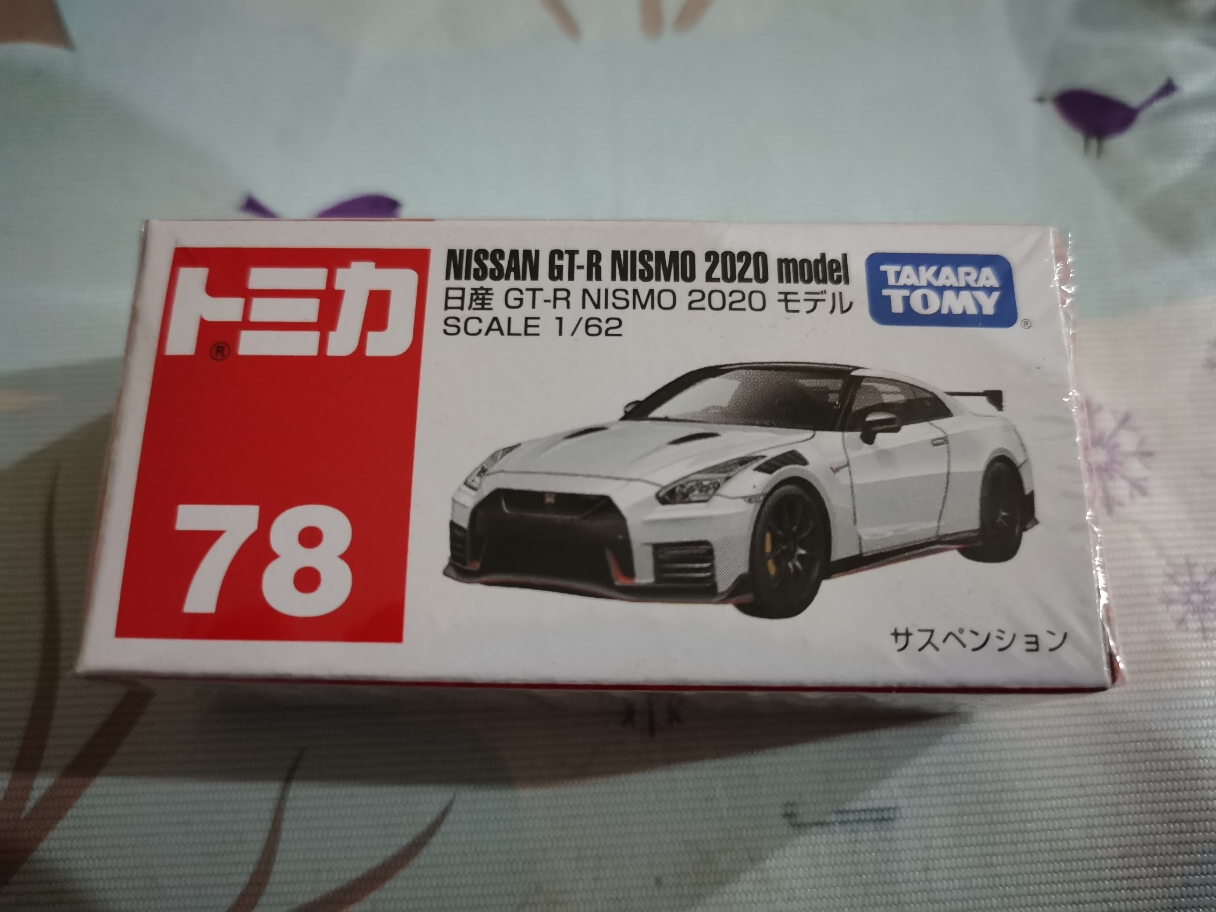 トミカ
®
78
NISSAN GT-R NISMO 2020 model
日産 GT-R NISMO 2020 モデル
SCALE 1/62
TAKARA
TOMY
®
サスペンション